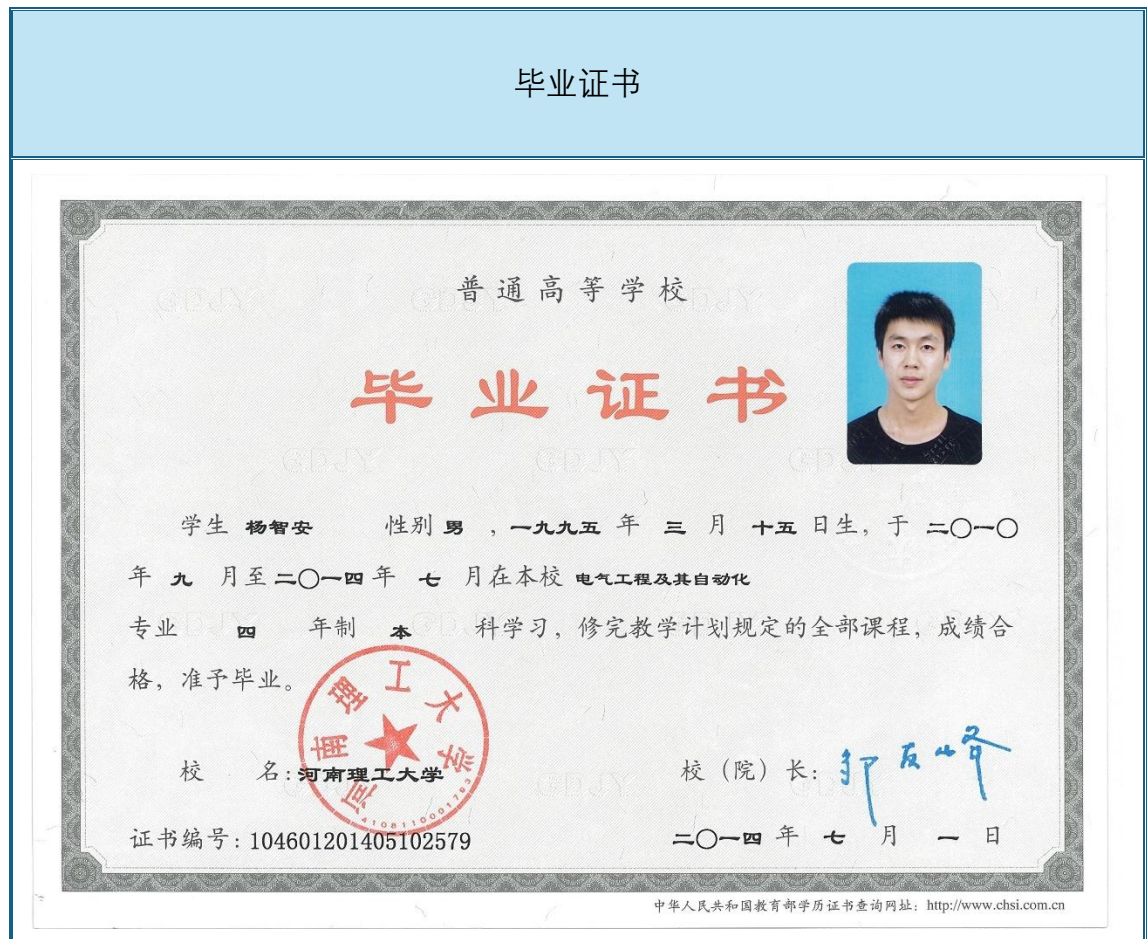 毕业证书
普通高等学校
毕业证书
学生 杨智安 性别 男 ，一九九五 年 三 月 十五 日生，于 二〇一〇
年 九 月至 二〇一四 年 七 月在本校 电气工程及其自动化
专业 四 年制 本 科学习，修完教学计划规定的全部课程，成绩合
格，准予毕业。
河南理工大学
4108110001793
校 名：河南理工大学 校（院）长：邹友峰
证书编号：104601201405102579 二〇一四 年 七 月 一 日
中华人民共和国教育部学历证书查询网址：http://www.chsi.com.cn